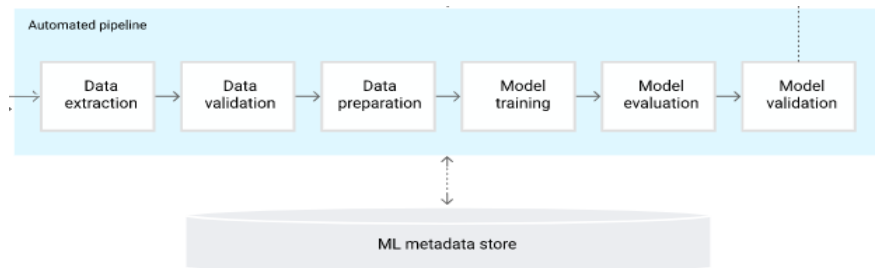 Automated pipeline
Data
extraction
Data
validation
Data
preparation
Model
training
Model
evaluation
Model
validation
ML metadata store